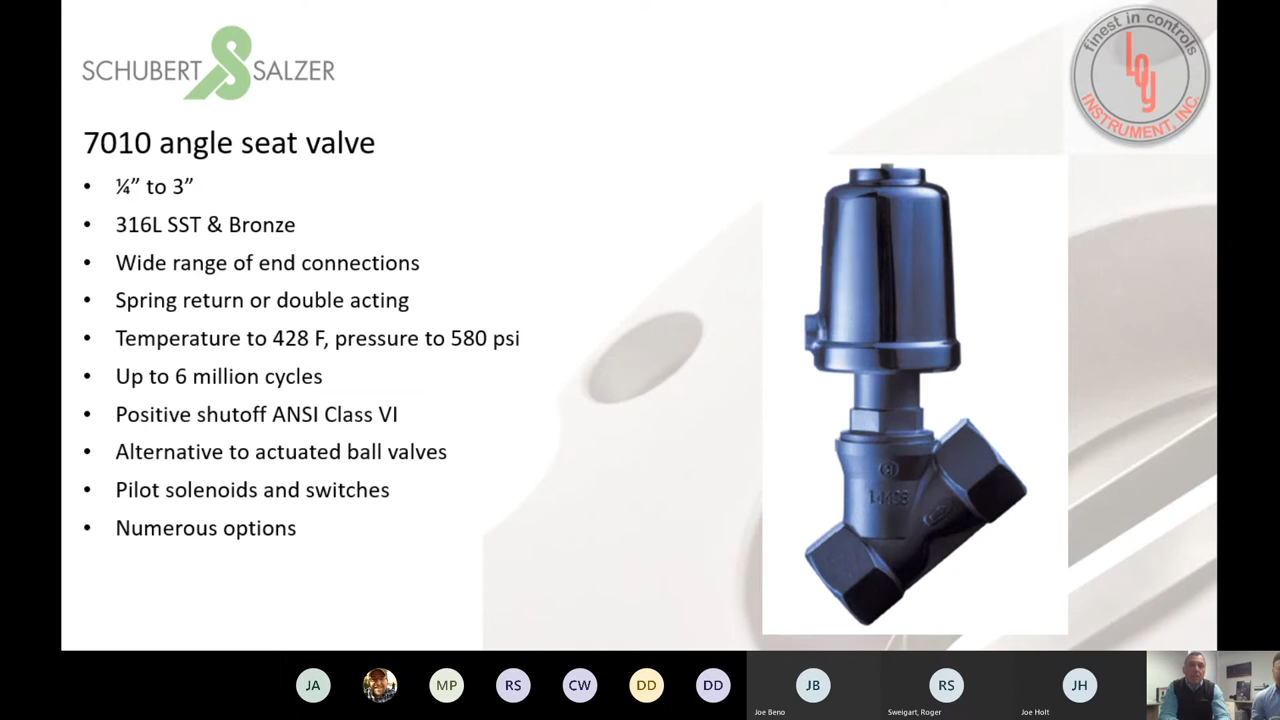 SCHUBERT SALZER
finest in controls
Loy
INSTRUMENT, INC.
7010 angle seat valve
• ¼” to 3”
• 316L SST & Bronze
• Wide range of end connections
• Spring return or double acting
• Temperature to 428 F, pressure to 580 psi
• Up to 6 million cycles
• Positive shutoff ANSI Class VI
• Alternative to actuated ball valves
• Pilot solenoids and switches
• Numerous options
JA MP RS CW DD DD JB RS JH
Joe Beno Sweigart, Roger Joe Holt